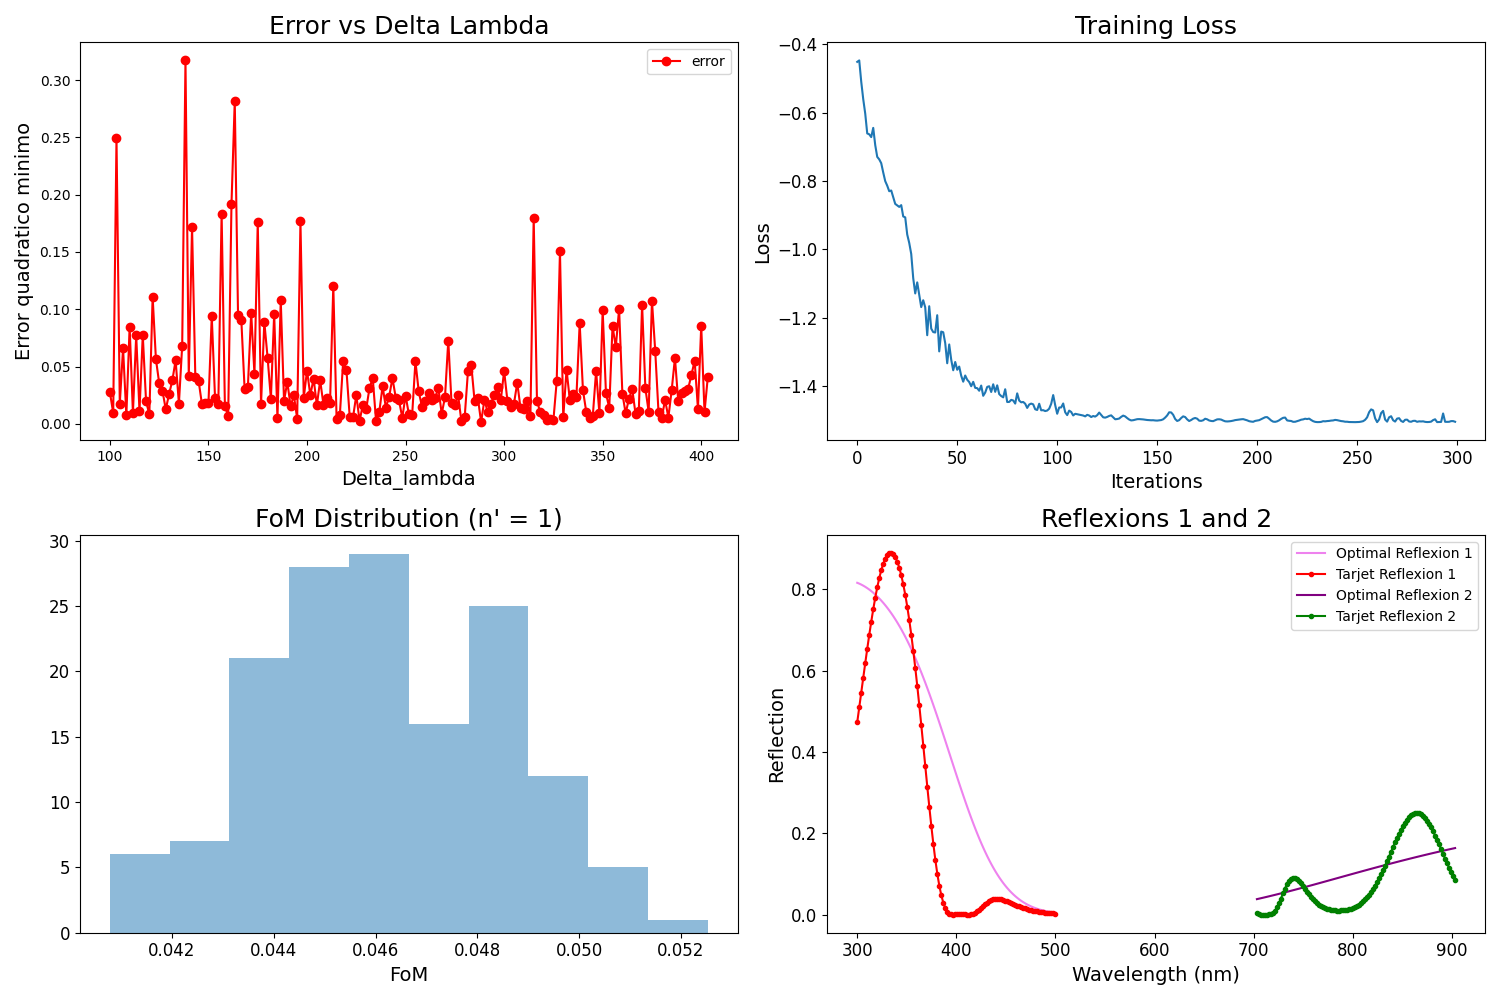 Error vs Delta Lambda
error
Error quadratico minimo
0.30
0.25
0.20
0.15
0.10
0.05
0.00
100 150 200 250 300 350 400
Delta_lambda
Training Loss
Loss
−0.4
−0.6
−0.8
−1.0
−1.2
−1.4
0 50 100 150 200 250 300
Iterations
FoM Distribution (n' = 1)
30
25
20
15
10
5
0
0.042 0.044 0.046 0.048 0.050 0.052
FoM
Reflexions 1 and 2
Optimal Reflexion 1
Tarjet Reflexion 1
Optimal Reflexion 2
Tarjet Reflexion 2
Reflection
0.8
0.6
0.4
0.2
0.0
300 400 500 600 700 800 900
Wavelength (nm)